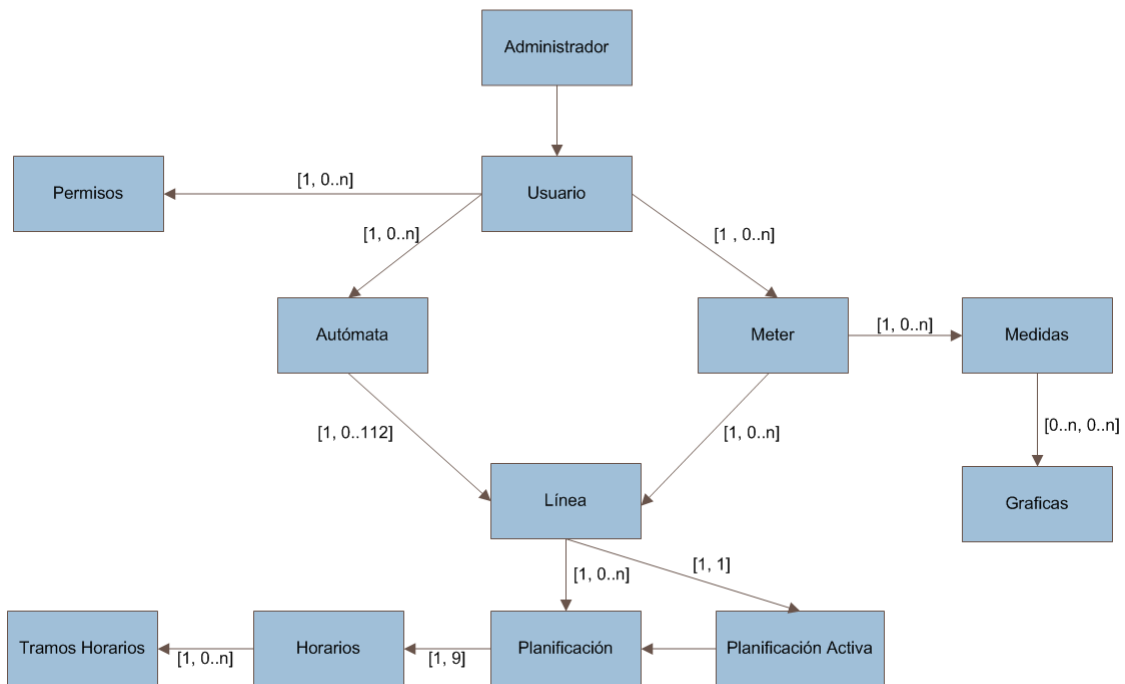 Administrador
[1, 0..n]
Permisos
Usuario
[1, 0..n]
[1 , 0..n]
Autómata
Meter
[1, 0..n]
Medidas
[1, 0..112]
[1, 0..n]
[0..n, 0..n]
Línea
Graficas
[1, 0..n]
[1, 1]
Tramos Horarios
[1, 0..n]
Horarios
[1, 9]
Planificación
Planificación Activa